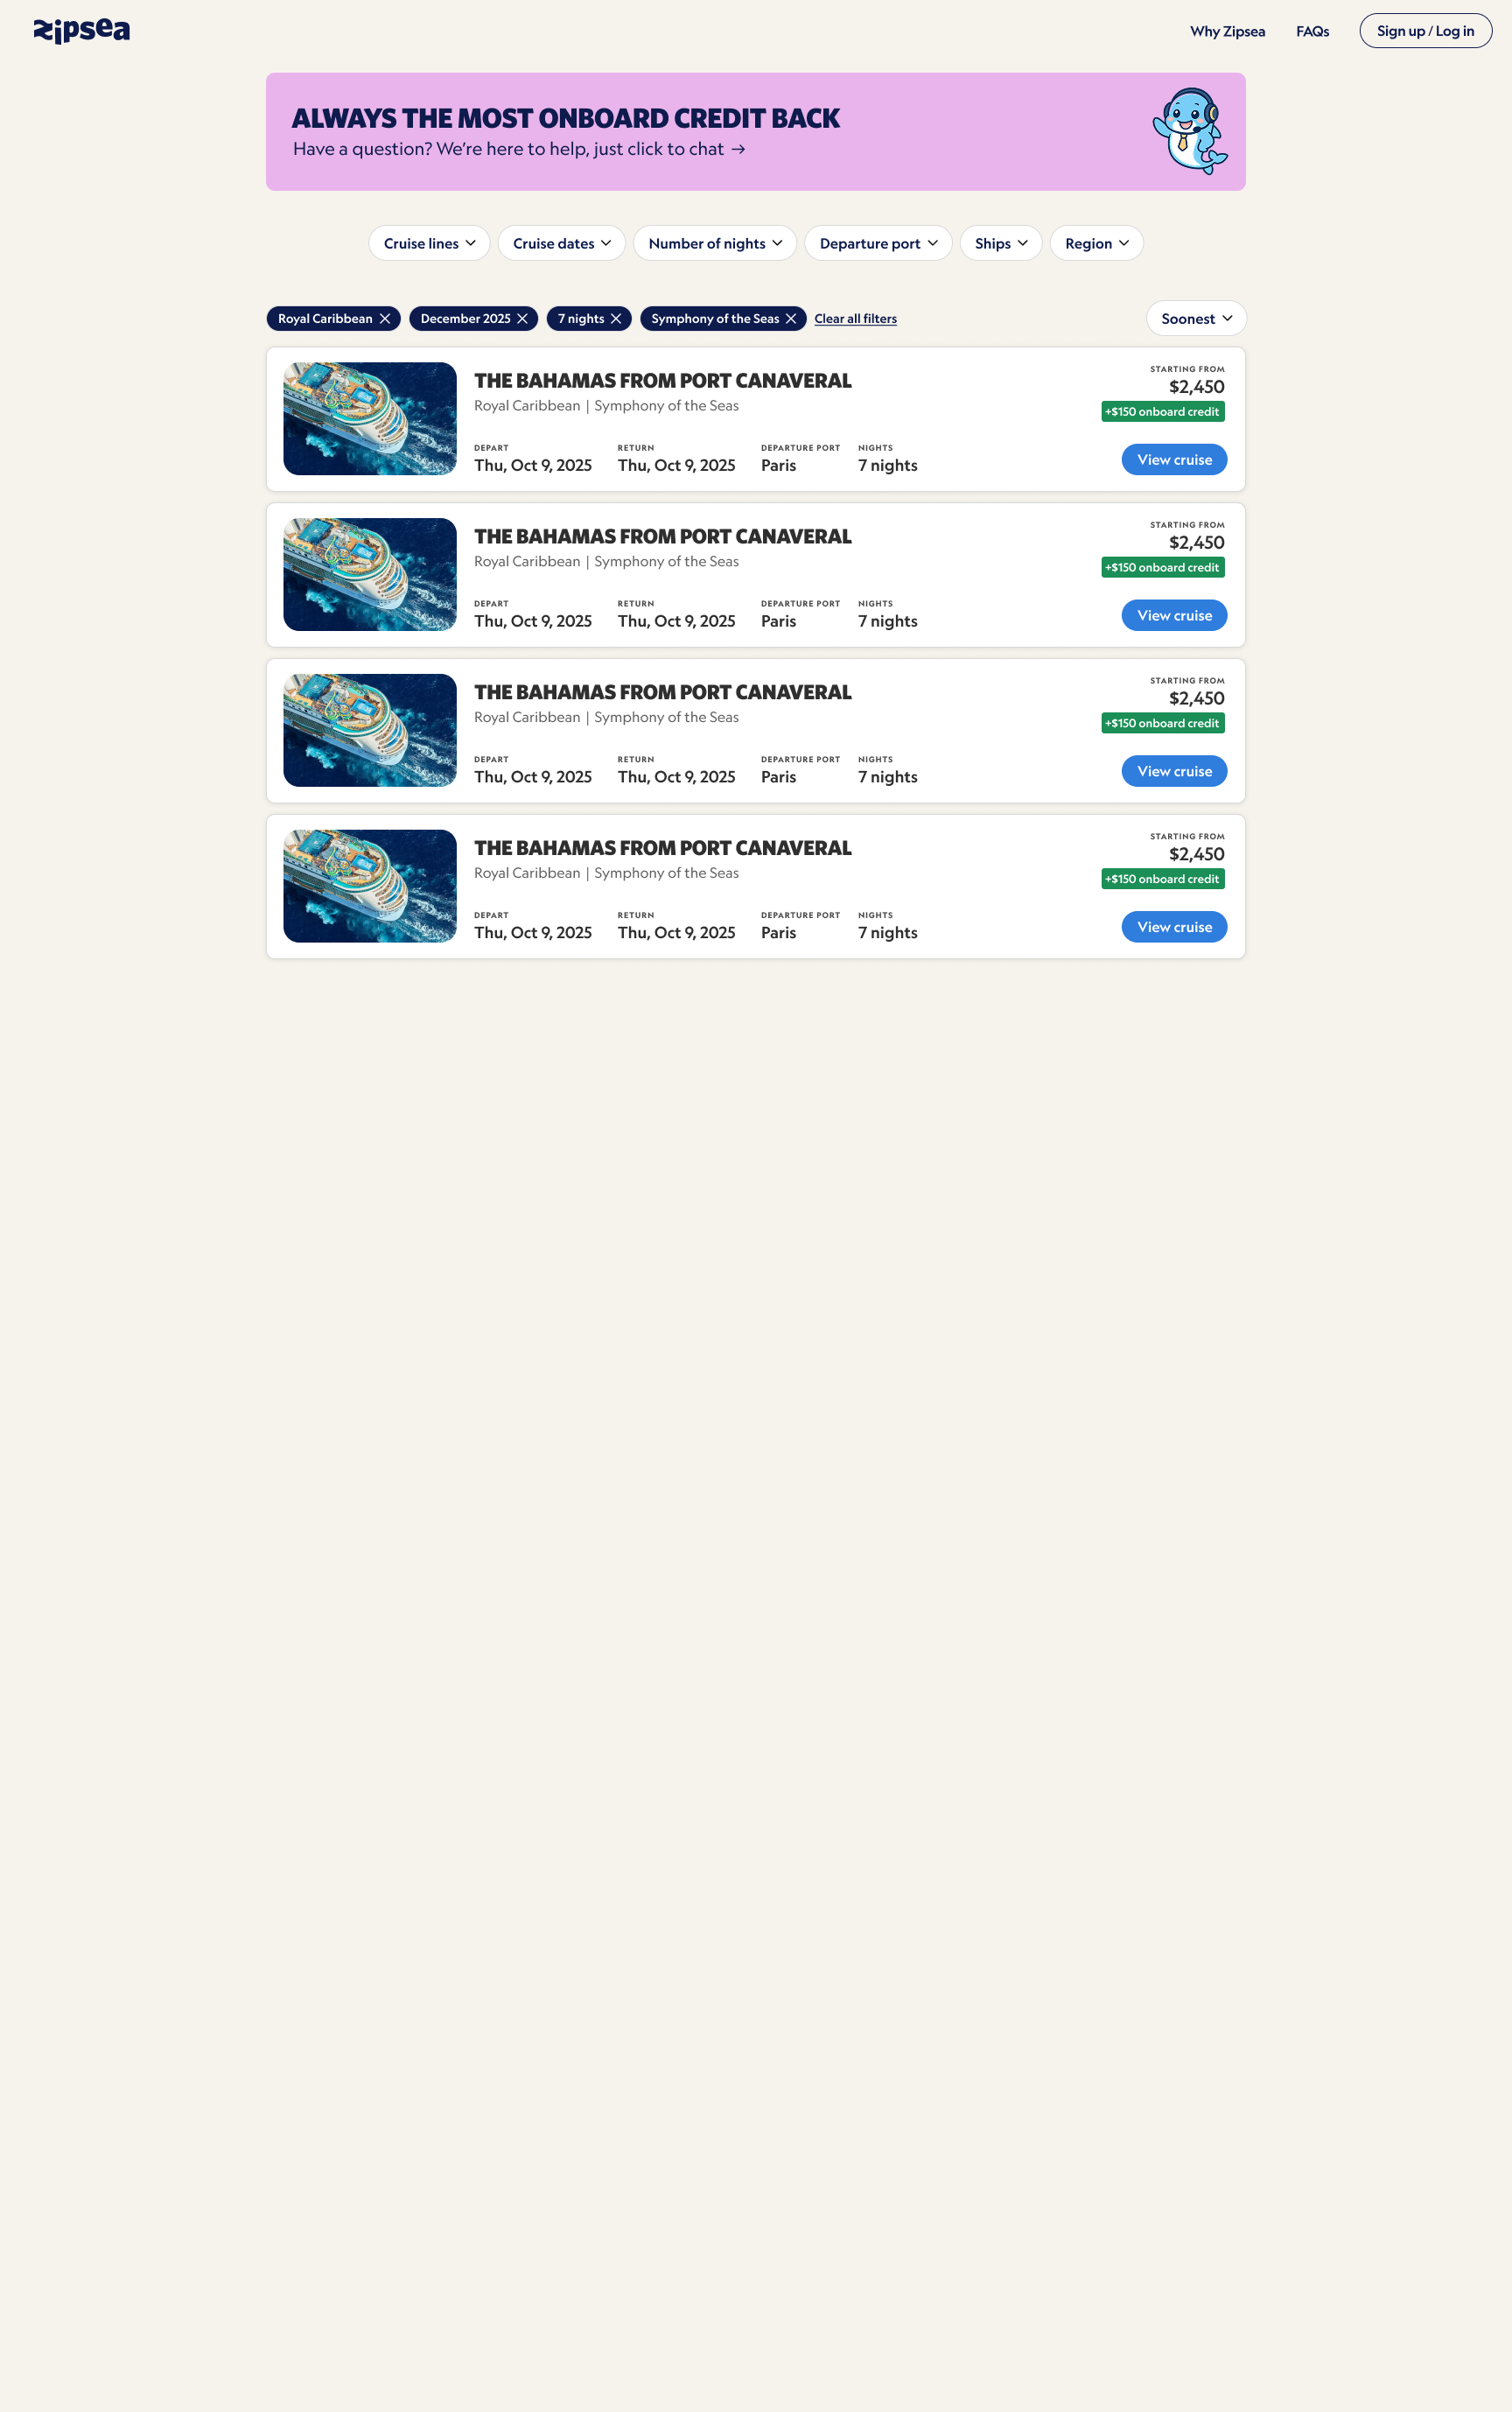 zipsea
Why Zipsea
FAQs
Sign up / Log in
ALWAYS THE MOST ONBOARD CREDIT BACK
Have a question? We’re here to help, just click to chat →
Cruise lines
Cruise dates
Number of nights
Departure port
Ships
Region
Royal Caribbean
December 2025
7 nights
Symphony of the Seas
Clear all filters
Soonest
THE BAHAMAS FROM PORT CANAVERAL
Royal Caribbean | Symphony of the Seas
DEPART
Thu, Oct 9, 2025
RETURN
Thu, Oct 9, 2025
DEPARTURE PORT
Paris
NIGHTS
7 nights
STARTING FROM
$2,450
+$150 onboard credit
View cruise
THE BAHAMAS FROM PORT CANAVERAL
Royal Caribbean | Symphony of the Seas
DEPART
Thu, Oct 9, 2025
RETURN
Thu, Oct 9, 2025
DEPARTURE PORT
Paris
NIGHTS
7 nights
STARTING FROM
$2,450
+$150 onboard credit
View cruise
THE BAHAMAS FROM PORT CANAVERAL
Royal Caribbean | Symphony of the Seas
DEPART
Thu, Oct 9, 2025
RETURN
Thu, Oct 9, 2025
DEPARTURE PORT
Paris
NIGHTS
7 nights
STARTING FROM
$2,450
+$150 onboard credit
View cruise
THE BAHAMAS FROM PORT CANAVERAL
Royal Caribbean | Symphony of the Seas
DEPART
Thu, Oct 9, 2025
RETURN
Thu, Oct 9, 2025
DEPARTURE PORT
Paris
NIGHTS
7 nights
STARTING FROM
$2,450
+$150 onboard credit
View cruise